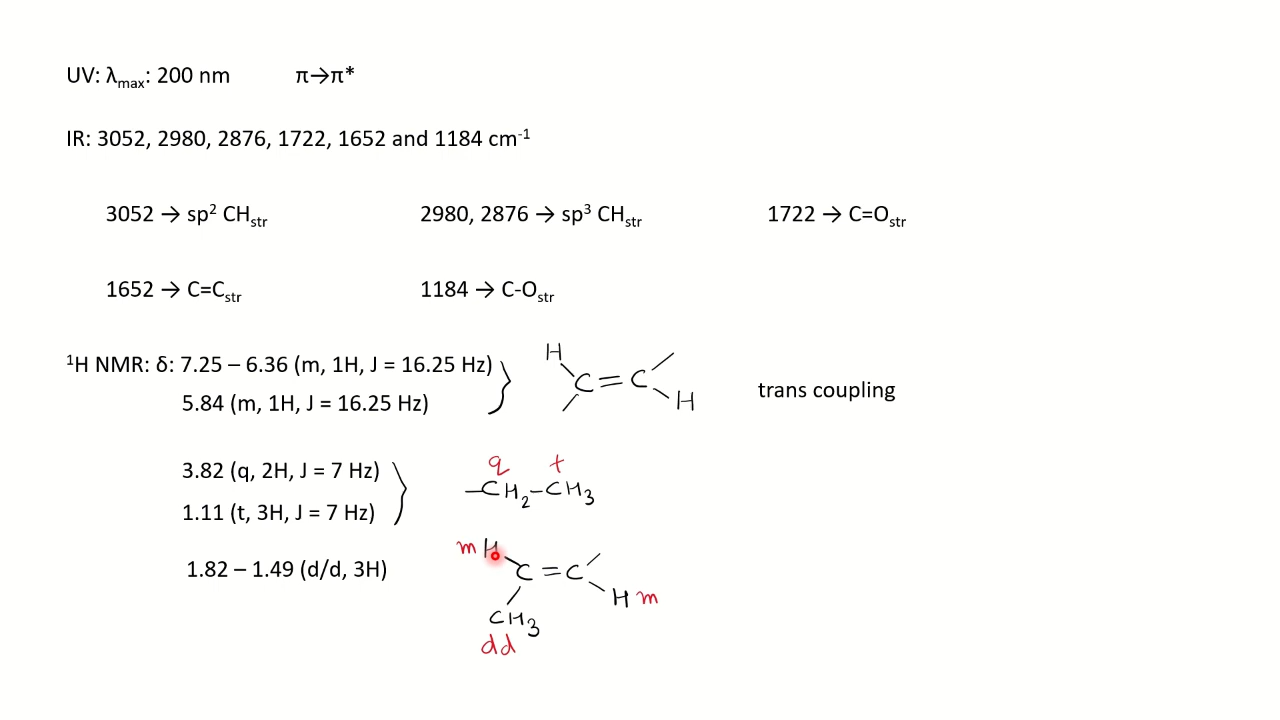 UV: λmax: 200 nm π→π*
IR: 3052, 2980, 2876, 1722, 1652 and 1184 cm-1
3052 → sp2 CHstr 2980, 2876 → sp3 CHstr 1722 → C=Ostr
1652 → C=Cstr 1184 → C-Ostr
1H NMR: δ: 7.25 – 6.36 (m, 1H, J = 16.25 Hz)
H
C=C
H
trans coupling
5.84 (m, 1H, J = 16.25 Hz)
3.82 (q, 2H, J = 7 Hz)
q t
–CH2–CH3
1.11 (t, 3H, J = 7 Hz)
1.82 – 1.49 (d/d, 3H)
m H
C=C
H m
CH3
dd